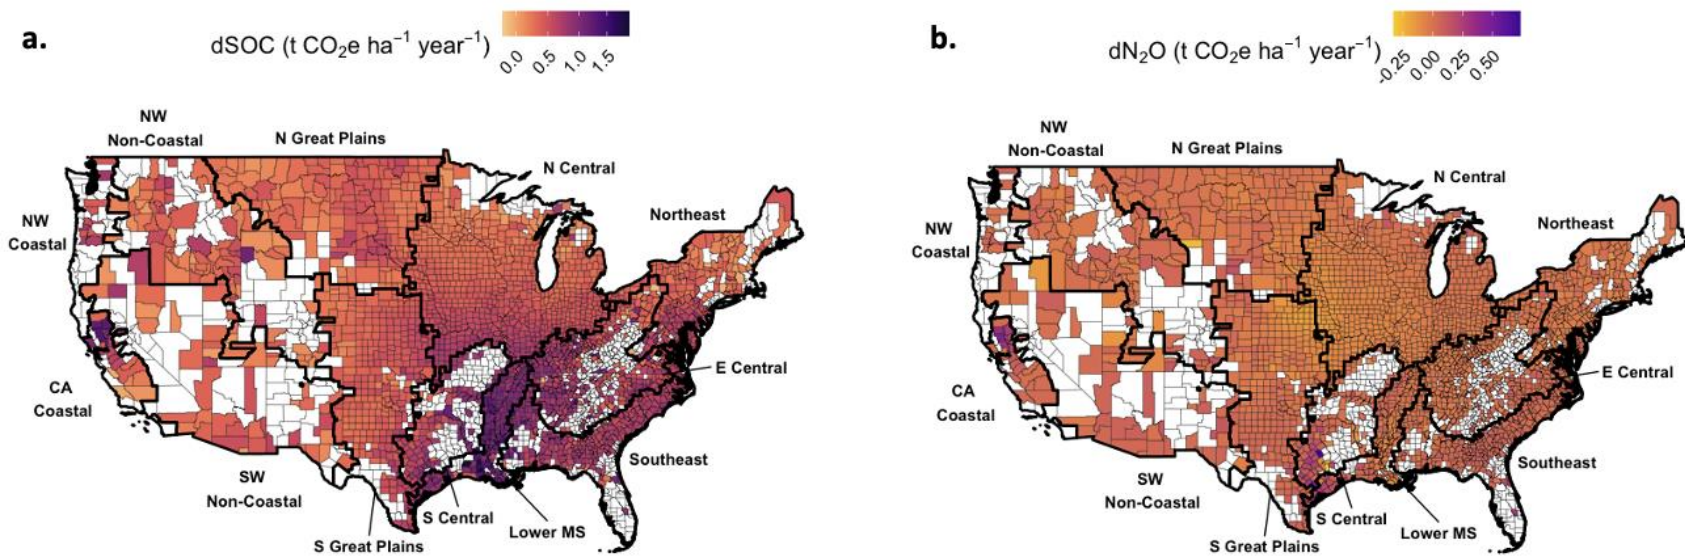 a.
dSOC (t CO₂e ha⁻¹ year⁻¹)
0.0
0.5
1.0
1.5
NW
Non-Coastal
N Great Plains
N Central
Northeast
NW
Coastal
E Central
CA
Coastal
Southeast
SW
Non-Coastal
S Central
Lower MS
S Great Plains
b.
dN₂O (t CO₂e ha⁻¹ year⁻¹)
-0.25
0.00
0.25
0.50
NW
Non-Coastal
N Great Plains
N Central
Northeast
NW
Coastal
E Central
CA
Coastal
Southeast
SW
Non-Coastal
S Central
Lower MS
S Great Plains